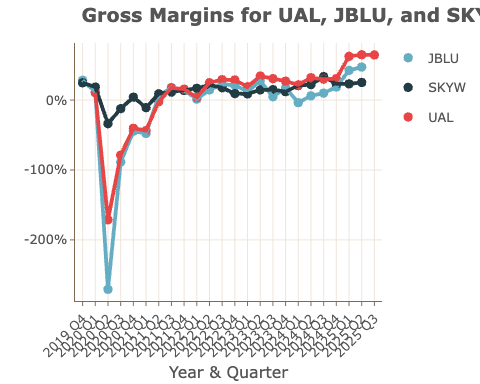 Gross Margins for UAL, JBLU, and SKY
0%
-100%
-200%
2019 Q4
2020 Q1
2020 Q2
2020 Q3
2020 Q4
2021 Q1
2021 Q2
2021 Q3
2021 Q4
2022 Q1
2022 Q2
2022 Q3
2022 Q4
2023 Q1
2023 Q2
2023 Q3
2023 Q4
2024 Q1
2024 Q2
2024 Q3
2024 Q4
2025 Q1
2025 Q2
2025 Q3
Year & Quarter
JBLU
SKYW
UAL